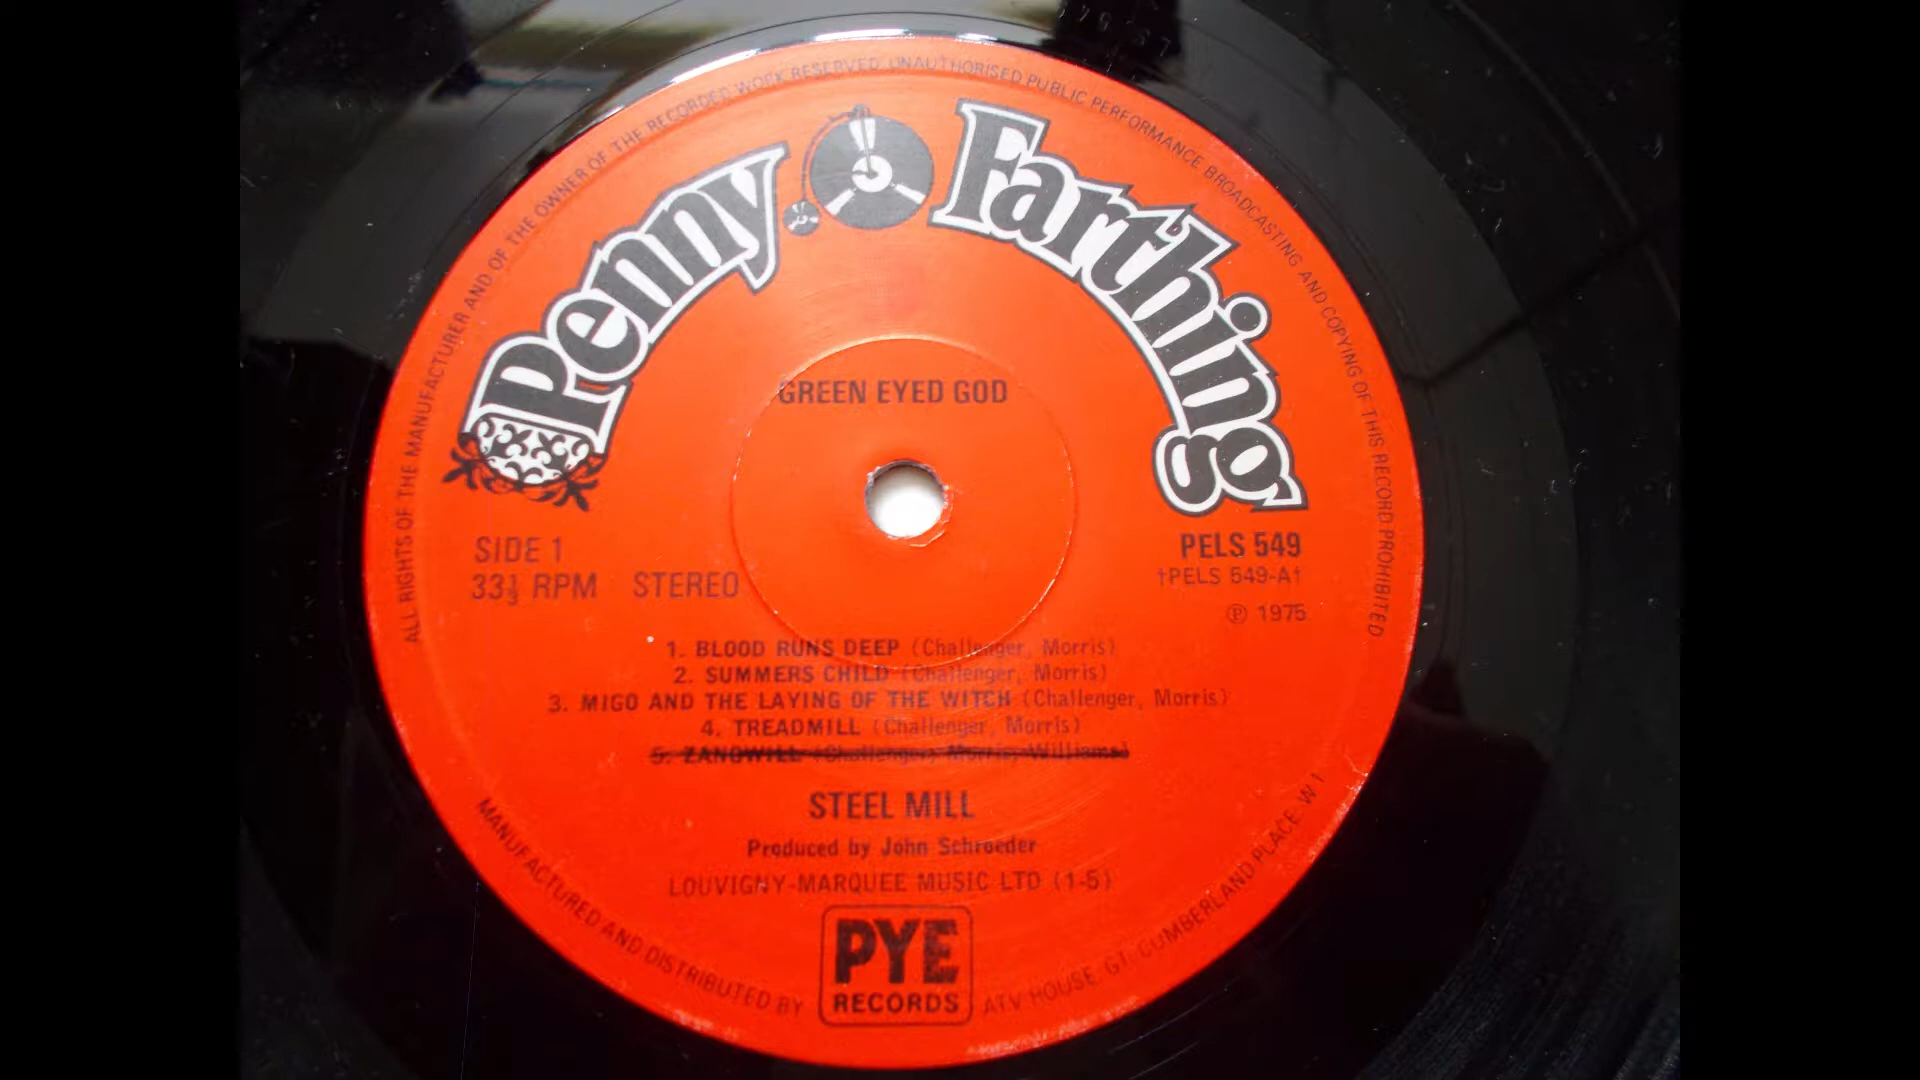 ALL RIGHTS OF THE MANUFACTURER AND OF THE OWNER OF THE RECORDED WORK RESERVED. UNAUTHORISED PUBLIC PERFORMANCE BROADCASTING AND COPYING OF THIS RECORD PROHIBITED
Penny Farthing
GREEN EYED GOD
SIDE 1
33⅓ RPM STEREO
PELS 549
†PELS 549-A†
℗ 1975
1. BLOOD RUNS DEEP (Challenger, Morris)
2. SUMMERS CHILD (Challenger, Morris)
3. MIGO AND THE LAYING OF THE WITCH (Challenger, Morris)
4. TREADMILL (Challenger, Morris)
5. ZANGWILL (Challenger, Morris, Williams)
STEEL MILL
Produced by John Schroeder
LOUVIGNY-MARQUEE MUSIC LTD (1-5)
PYE
RECORDS
MANUFACTURED AND DISTRIBUTED BY
ATV HOUSE, GT. CUMBERLAND PLACE, W1